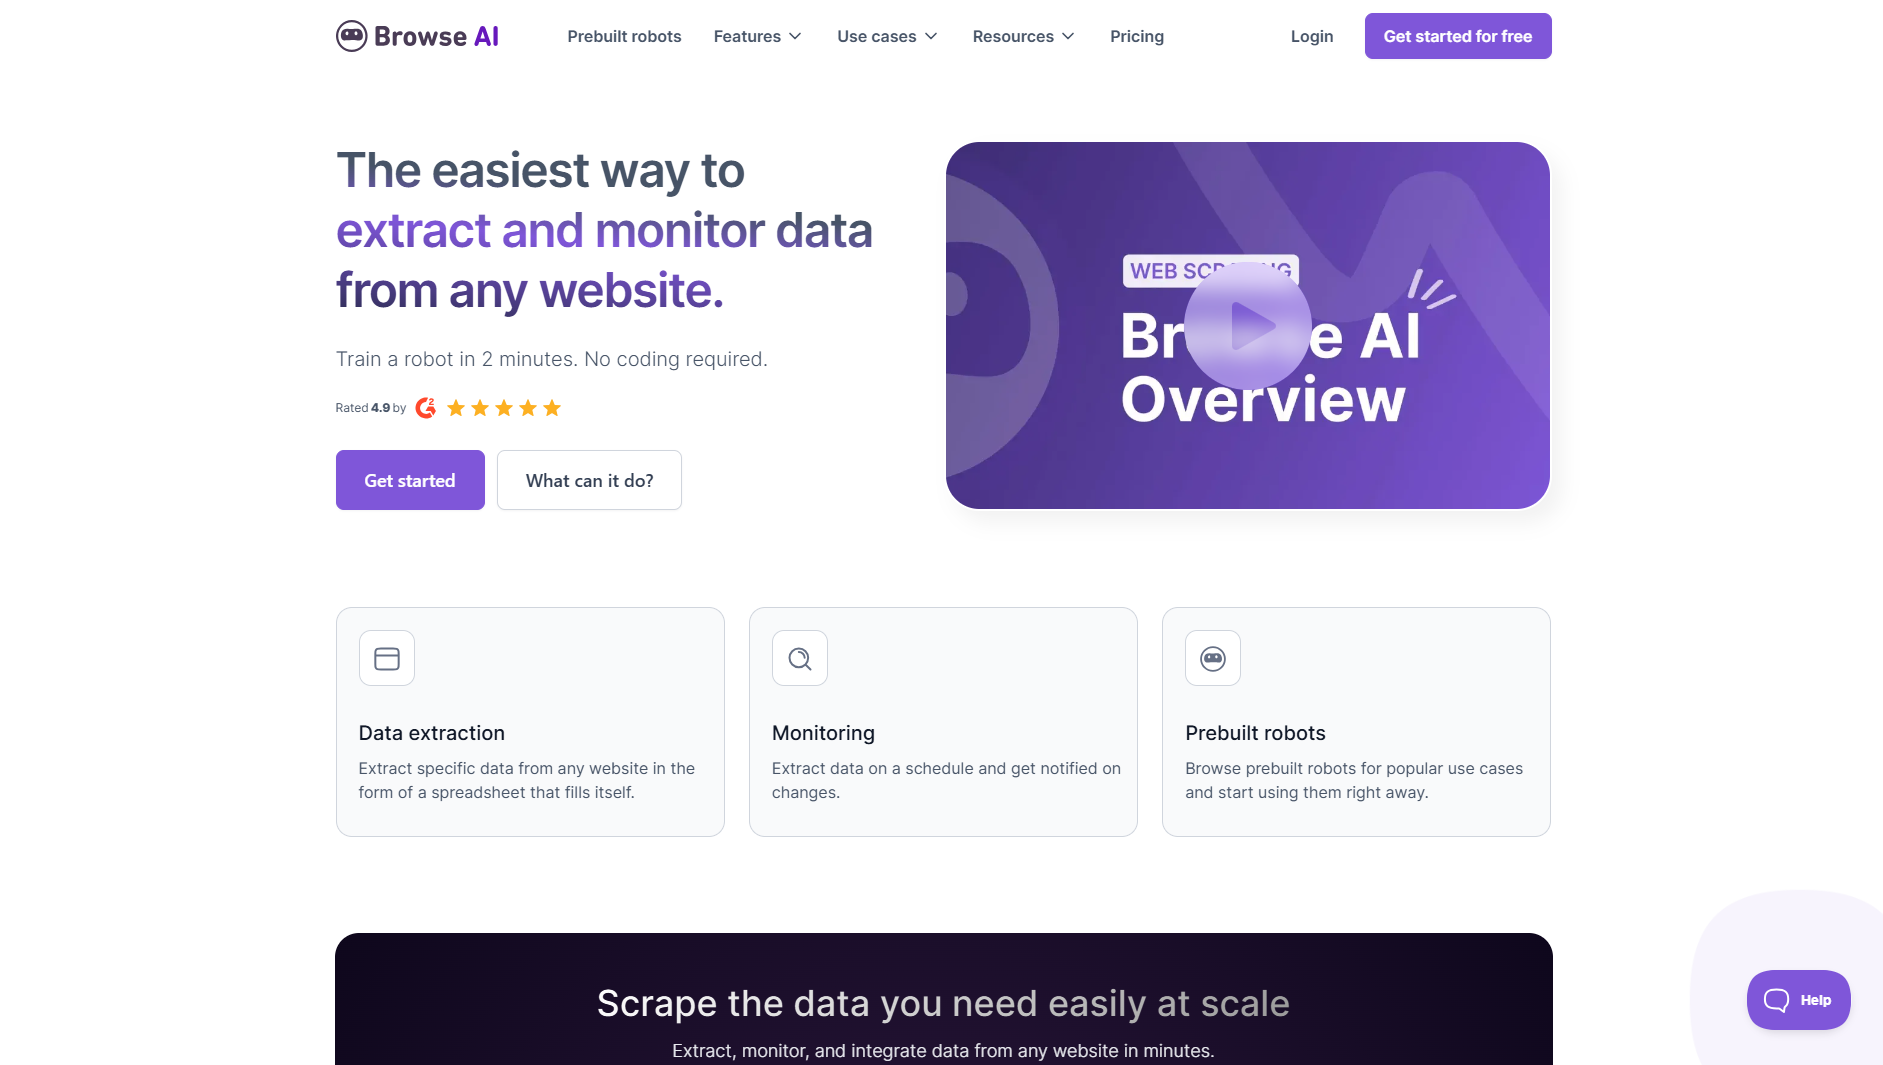 Browse AI
Prebuilt robots
Features
Use cases
Resources
Pricing
Login
Get started for free
The easiest way to
extract and monitor data
from any website.
Train a robot in 2 minutes. No coding required.
Rated 4.9 by G2
Get started
What can it do?
WEB
AI
Overview
Data extraction
Extract specific data from any website in the
form of a spreadsheet that fills itself.
Monitoring
Extract data on a schedule and get notified on
changes.
Prebuilt robots
Browse prebuilt robots for popular use cases
and start using them right away.
Scrape the data you need easily at scale
Extract, monitor, and integrate data from any website in minutes.
Help